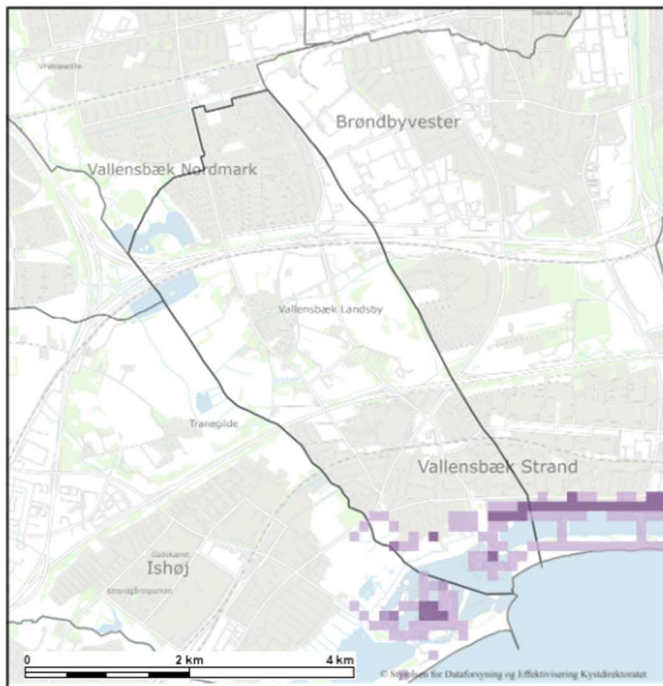 Brøndbyvester
Vallensbæk Nordmark
Vallensbæk Landsby
Tranegilde
Vallensbæk Strand
Ishøj
Strandgårdsparken
0 2 km 4 km
© Styrelsen for Dataforsyning og Effektivisering Kystdirektoratet